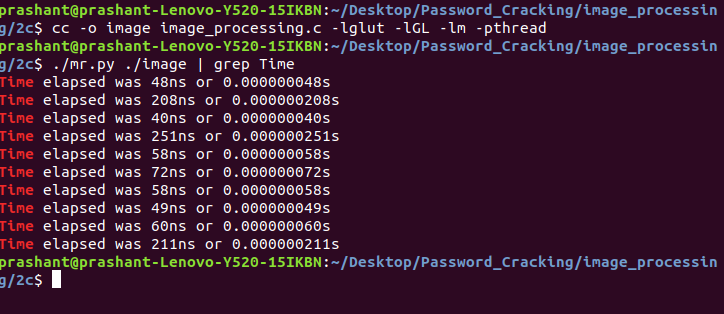 prashant@prashant-Lenovo-Y520-15IKBN:~/Desktop/Password_Cracking/image_processin
g/2c$ cc -o image image_processing.c -lglut -lGL -lm -pthread
prashant@prashant-Lenovo-Y520-15IKBN:~/Desktop/Password_Cracking/image_processin
g/2c$ ./mr.py ./image | grep Time
Time elapsed was 48ns or 0.000000048s
Time elapsed was 208ns or 0.000000208s
Time elapsed was 40ns or 0.000000040s
Time elapsed was 251ns or 0.000000251s
Time elapsed was 58ns or 0.000000058s
Time elapsed was 72ns or 0.000000072s
Time elapsed was 58ns or 0.000000058s
Time elapsed was 49ns or 0.000000049s
Time elapsed was 60ns or 0.000000060s
Time elapsed was 211ns or 0.000000211s
prashant@prashant-Lenovo-Y520-15IKBN:~/Desktop/Password_Cracking/image_processin
g/2c$